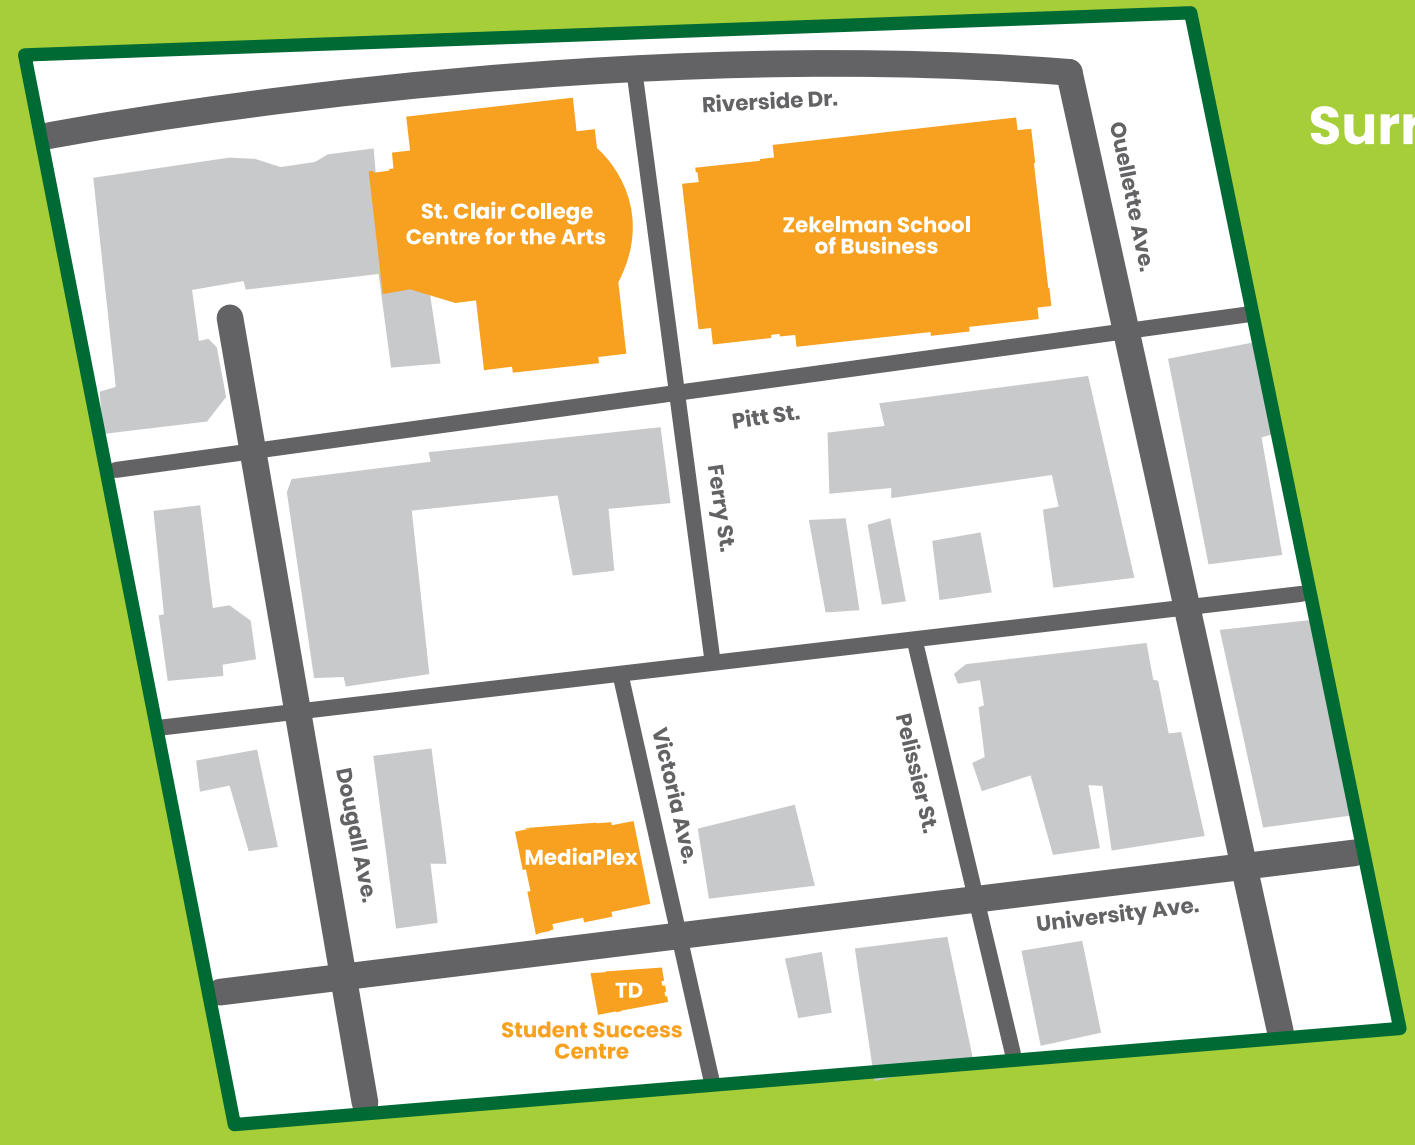 Riverside Dr.
Surr
Ouellette Ave.
St. Clair College
Centre for the Arts
Zekelman School
of Business
Pitt St.
Ferry St.
Pelissier St.
Victoria Ave.
Dougall Ave.
MediaPlex
University Ave.
TD
Student Success
Centre